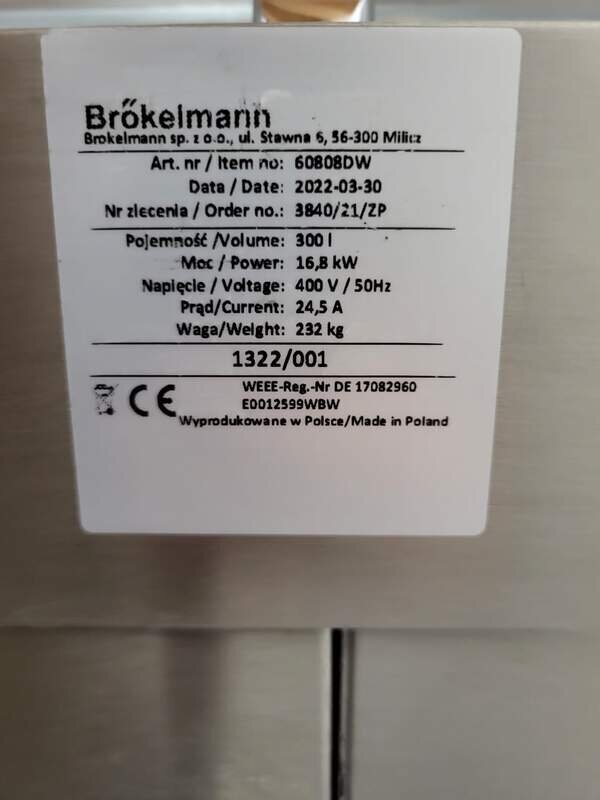 Brőkelmann
Brokelmann sp. z o.o., ul. Stawna 6, 56-300 Milicz
Art. nr / Item no: 60808DW
Data / Date: 2022-03-30
Nr zlecenia / Order no.: 3840/21/ZP
Pojemność /Volume: 300 l
Moc / Power: 16,8 kW
Napięcie / Voltage: 400 V / 50Hz
Prąd/Current: 24,5 A
Waga/Weight: 232 kg
1322/001
CE WEEE-Reg.-Nr DE 17082960
E0012599WBW
Wyprodukowane w Polsce/Made in Poland